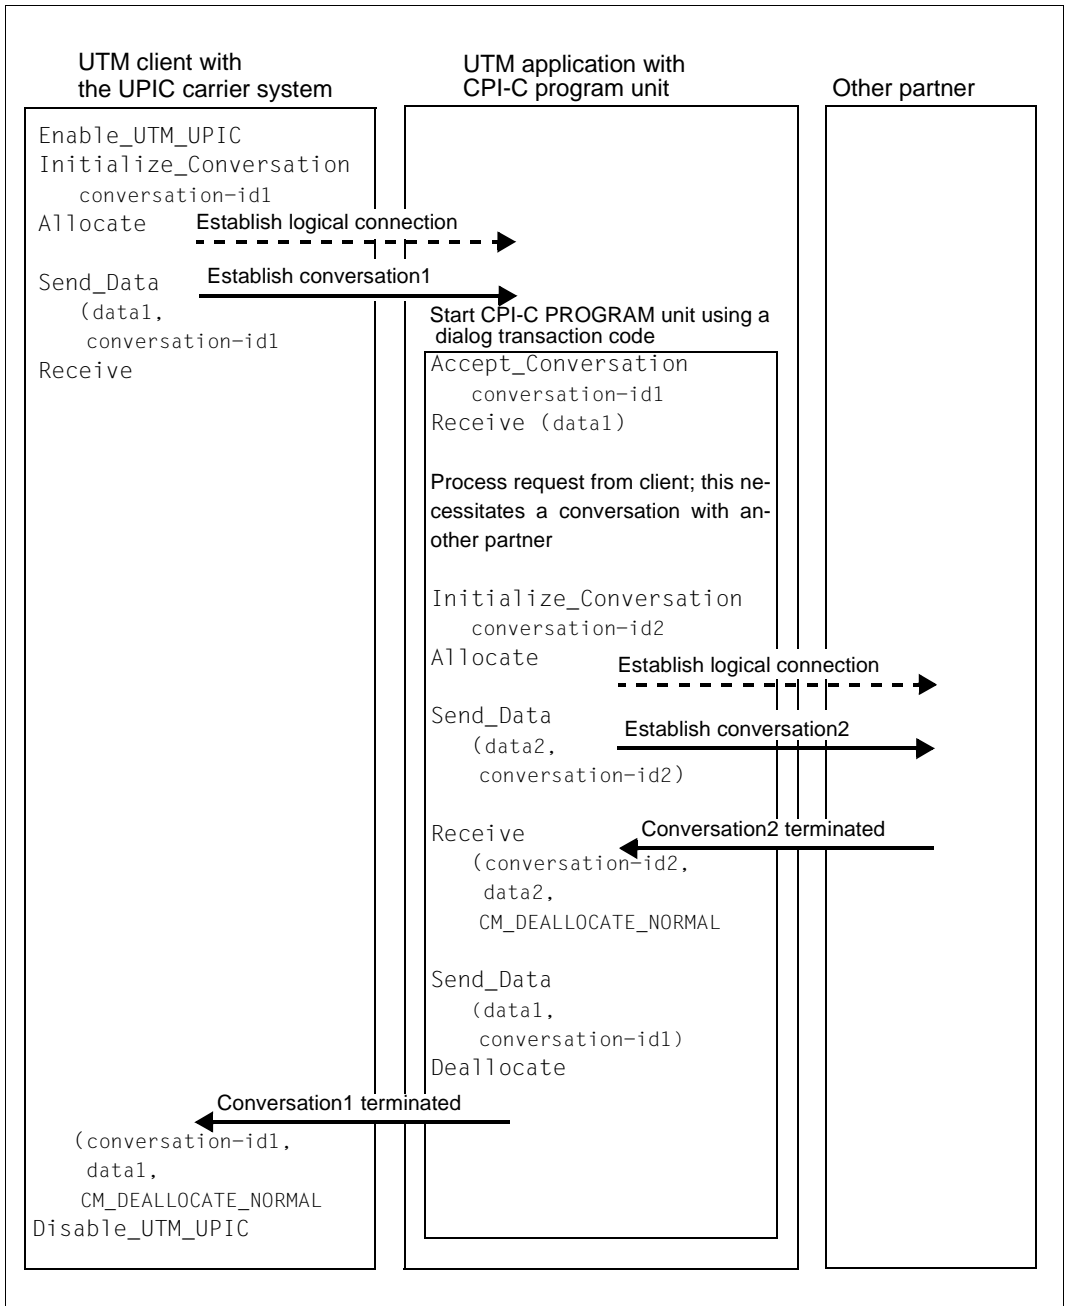 UTM client with
the UPIC carrier system
UTM application with
CPI-C program unit
Other partner
Enable_UTM_UPIC
Initialize_Conversation
conversation-id1
Allocate
Establish logical connection
Send_Data
Establish conversation1
(data1,
conversation-id1
Receive
Start CPI-C PROGRAM unit using a
dialog transaction code
Accept_Conversation
conversation-id1
Receive (data1)
Process request from client; this ne-
cessitates a conversation with an-
other partner
Initialize_Conversation
conversation-id2
Allocate
Establish logical connection
Send_Data
Establish conversation2
(data2,
conversation-id2)
Receive
Conversation2 terminated
(conversation-id2,
data2,
CM_DEALLOCATE_NORMAL
Send_Data
(data1,
conversation-id1)
Deallocate
Conversation1 terminated
(conversation-id1,
data1,
CM_DEALLOCATE_NORMAL
Disable_UTM_UPIC